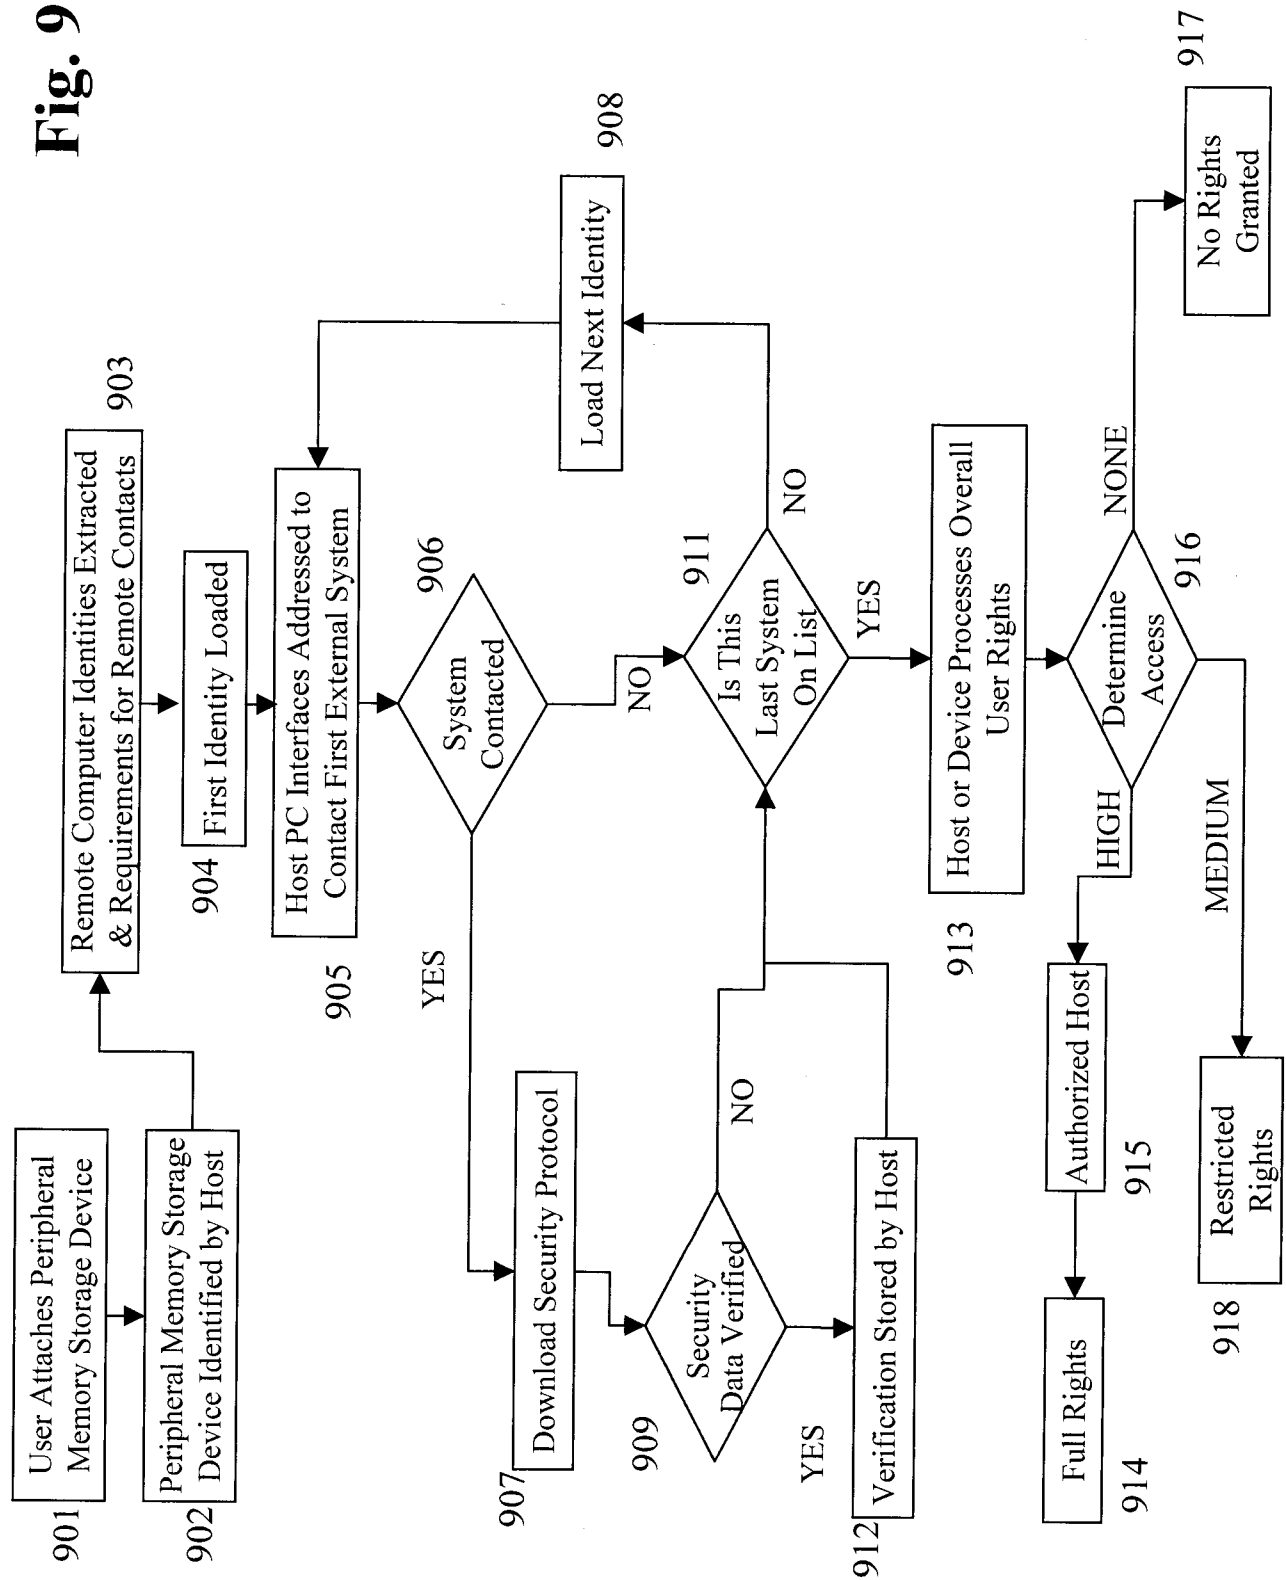 Fig. 9
User Attaches Peripheral
Memory Storage Device
901
Peripheral Memory Storage
Device Identified by Host
902
Remote Computer Identities Extracted
& Requirements for Remote Contacts
903
First Identity Loaded
904
Host PC Interfaces Addressed to
Contact First External System
905
System
Contacted
906
YES
NO
Download Security Protocol
907
Load Next Identity
908
Security
Data Verified
909
NO
YES
Is This
Last System
On List
911
NO
YES
Verification Stored by Host
912
Host or Device Processes Overall
User Rights
913
Determine
Access
916
HIGH
NONE
MEDIUM
Authorized Host
915
Full Rights
914
No Rights
Granted
917
Restricted
Rights
918